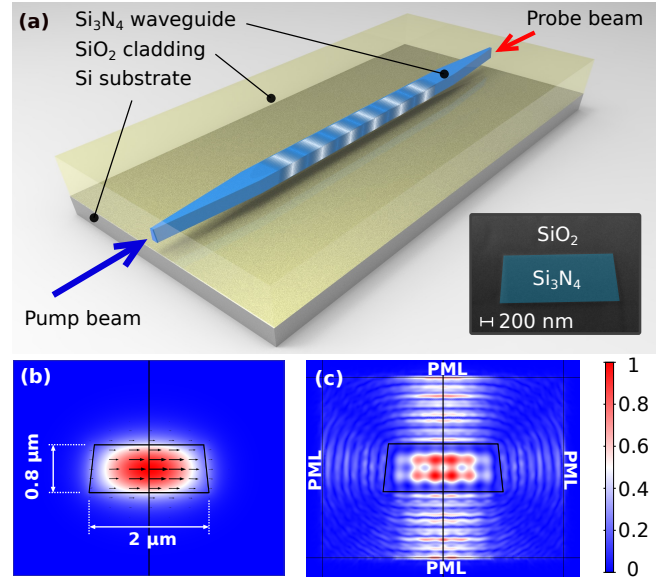 (a)
Si₃N₄ waveguide
SiO₂ cladding
Si substrate
Probe beam
Pump beam
SiO₂
Si₃N₄
200 nm
(b)
0.8 µm
2 µm
(c)
PML
PML
PML
PML
1
0.8
0.6
0.4
0.2
0